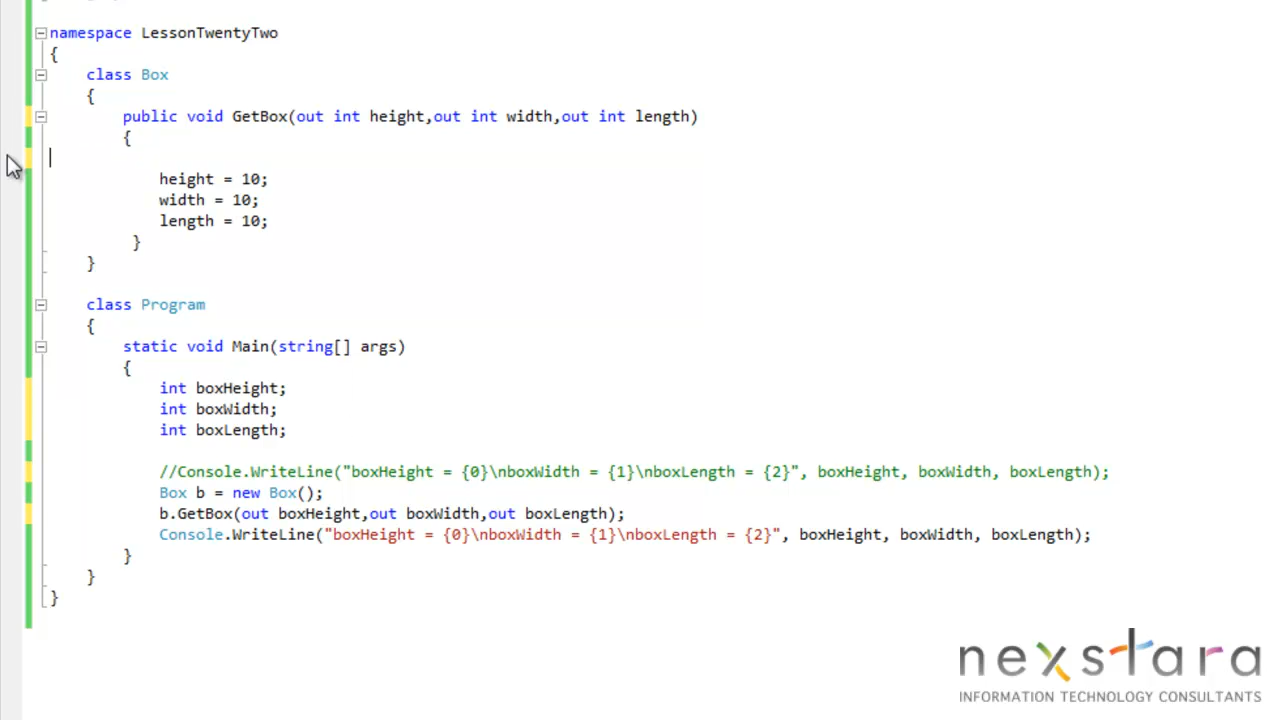 namespace LessonTwentyTwo
{
class Box
{
public void GetBox(out int height,out int width,out int length)
{
height = 10;
width = 10;
length = 10;
}
}
class Program
{
static void Main(string[] args)
{
int boxHeight;
int boxWidth;
int boxLength;
//Console.WriteLine("boxHeight = {0}\nboxWidth = {1}\nboxLength = {2}", boxHeight, boxWidth, boxLength);
Box b = new Box();
b.GetBox(out boxHeight,out boxWidth,out boxLength);
Console.WriteLine("boxHeight = {0}\nboxWidth = {1}\nboxLength = {2}", boxHeight, boxWidth, boxLength);
}
}
}
nexstara
INFORMATION TECHNOLOGY CONSULTANTS